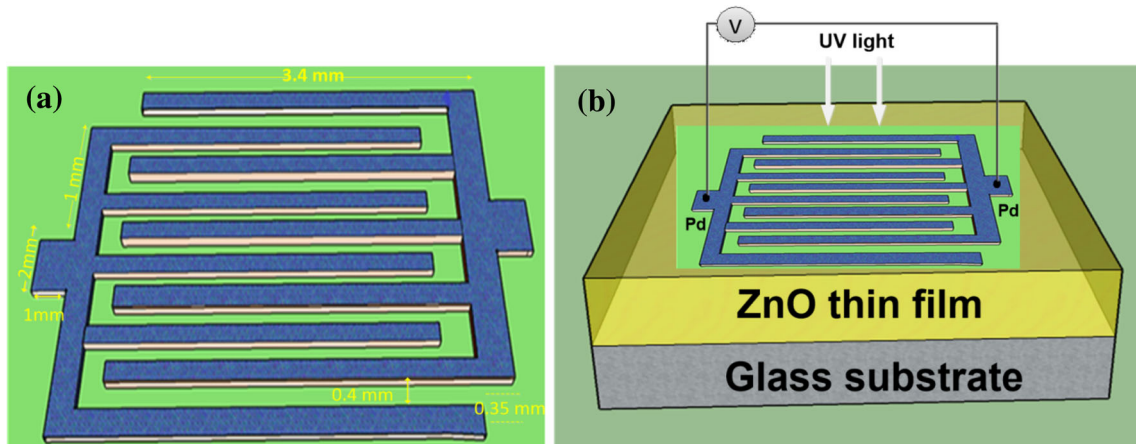 (a)
3.4 mm
1 mm
2mm
1mm
0.4 mm
0.35 mm
V
UV light
(b)
Pd
Pd
ZnO thin film
Glass substrate